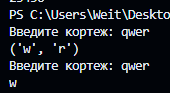 PS C:\Users\Weit\Deskto
Введите кортеж: qwer
('w', 'r')
Введите кортеж: qwer
w